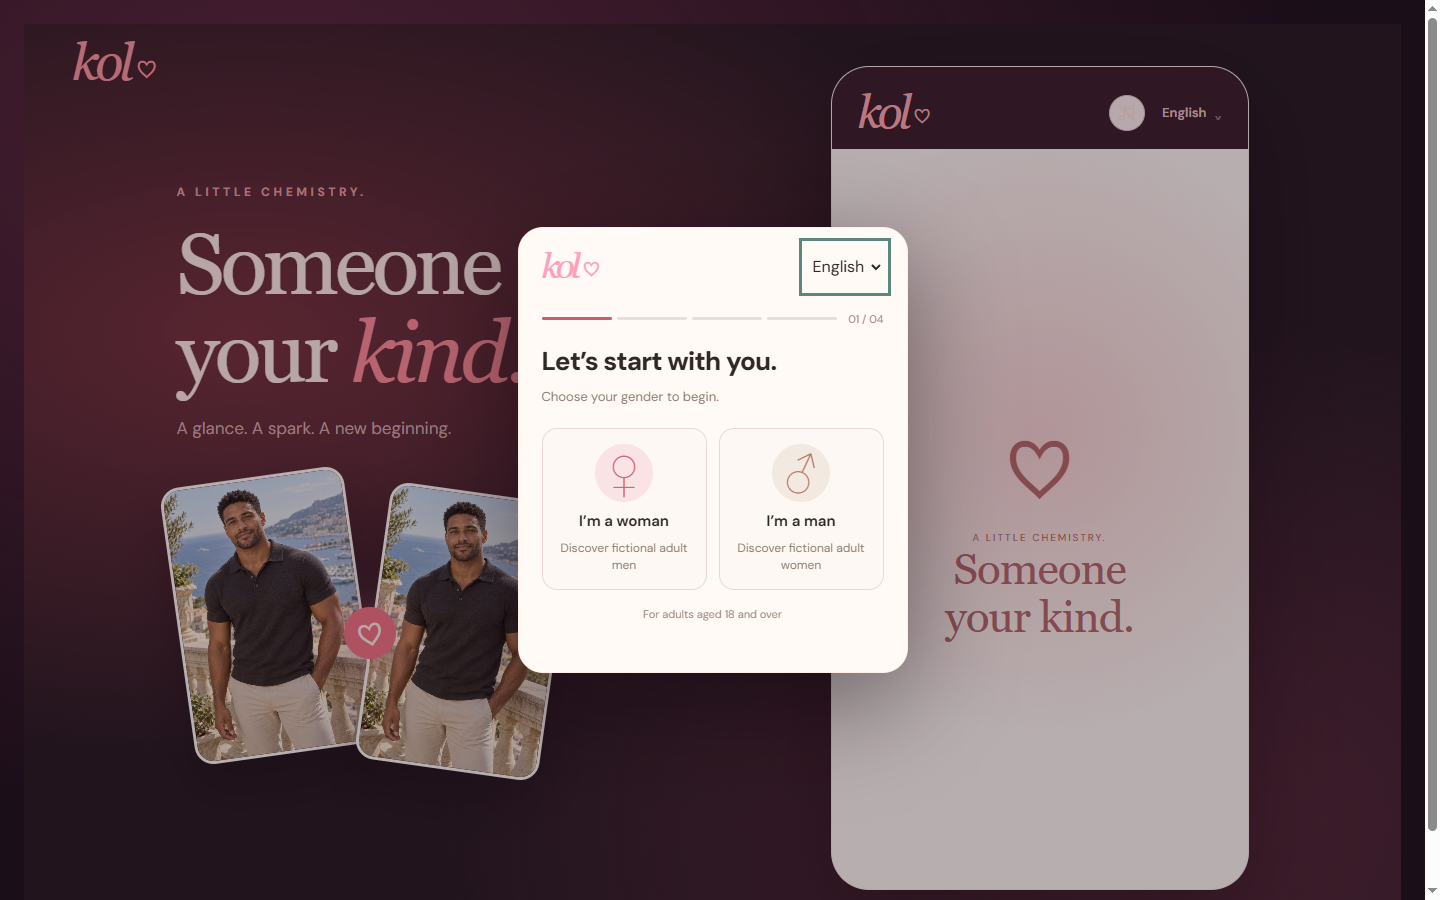 kol
A LITTLE CHEMISTRY.
Someone
your kind.
A glance. A spark. A new beginning.
kol
English
01 / 04
Let’s start with you.
Choose your gender to begin.
I’m a woman
Discover fictional adult
men
I’m a man
Discover fictional adult
women
For adults aged 18 and over
kol
English
A LITTLE CHEMISTRY.
Someone
your kind.